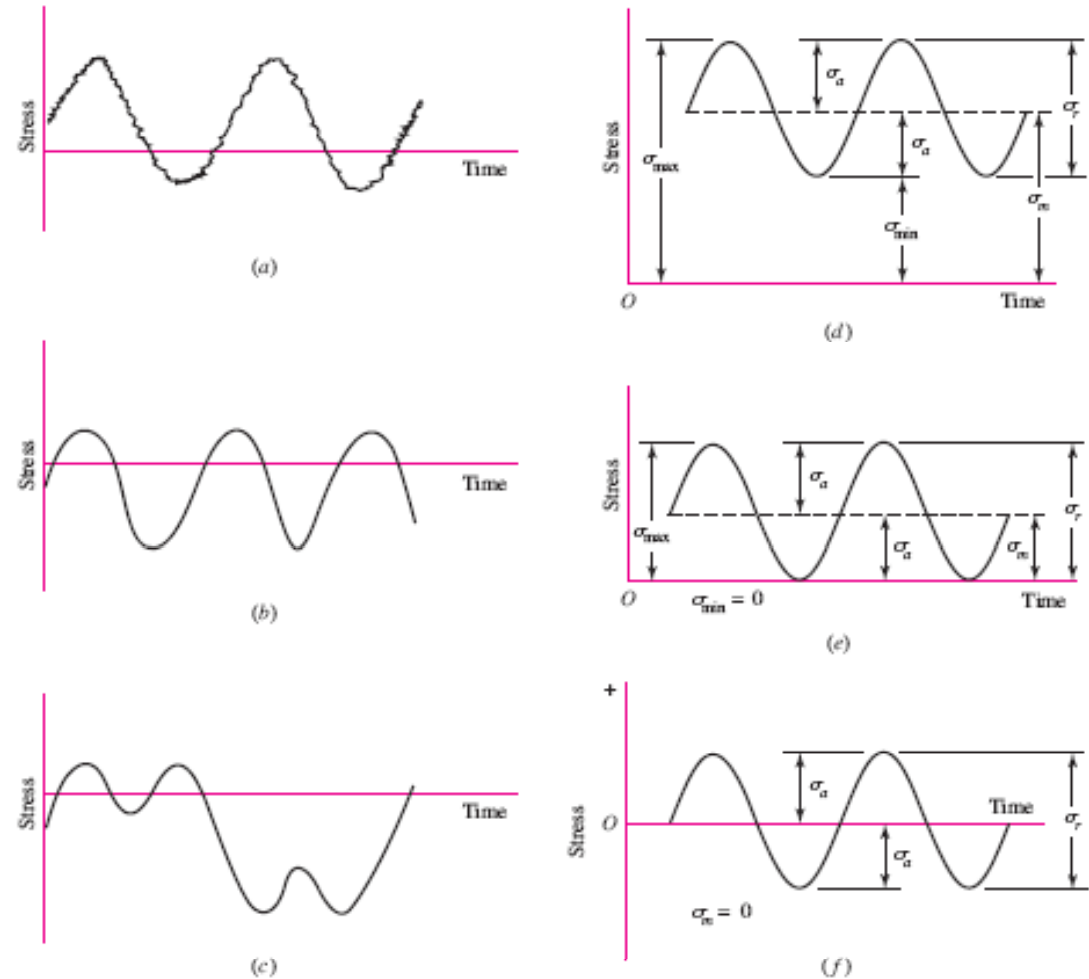 Stress
Time
(a)
Stress
Time
(b)
Stress
Time
(c)
Stress
σmax
σa
σa
σr
σm
σmin
O
Time
(d)
Stress
σmax
σa
σa
σm
σr
O
σmin = 0
Time
(e)
+
Stress
O
σa
σa
Time
σr
σm = 0
(f)